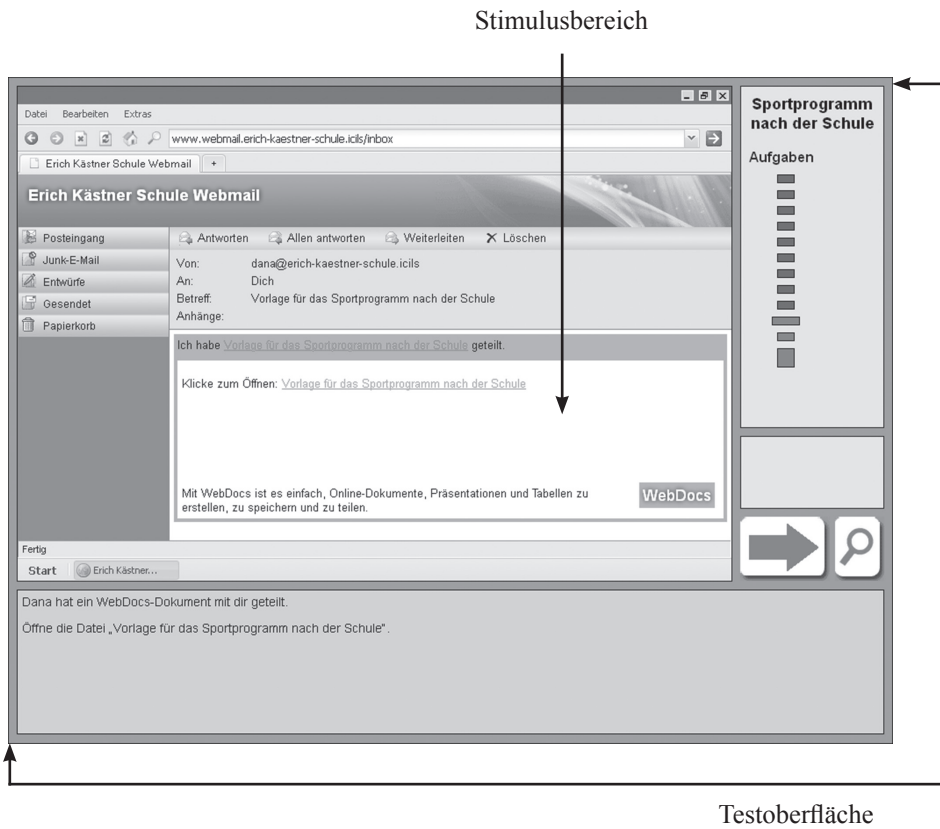 Stimulusbereich
Sportprogramm
nach der Schule
Aufgaben
Datei Bearbeiten Extras
www.webmail.erich-kaestner-schule.icils/inbox
Erich Kästner Schule Webmail +
Erich Kästner Schule Webmail
Posteingang
Junk-E-Mail
Entwürfe
Gesendet
Papierkorb
Antworten Allen antworten Weiterleiten Löschen
Von: dana@erich-kaestner-schule.icils
An: Dich
Betreff: Vorlage für das Sportprogramm nach der Schule
Anhänge:
Ich habe Vorlage für das Sportprogramm nach der Schule geteilt.
Klicke zum Öffnen: Vorlage für das Sportprogramm nach der Schule
Mit WebDocs ist es einfach, Online-Dokumente, Präsentationen und Tabellen zu
erstellen, zu speichern und zu teilen.
WebDocs
Fertig
Start Erich Kästner...
Dana hat ein WebDocs-Dokument mit dir geteilt.
Öffne die Datei „Vorlage für das Sportprogramm nach der Schule".
Testoberfläche